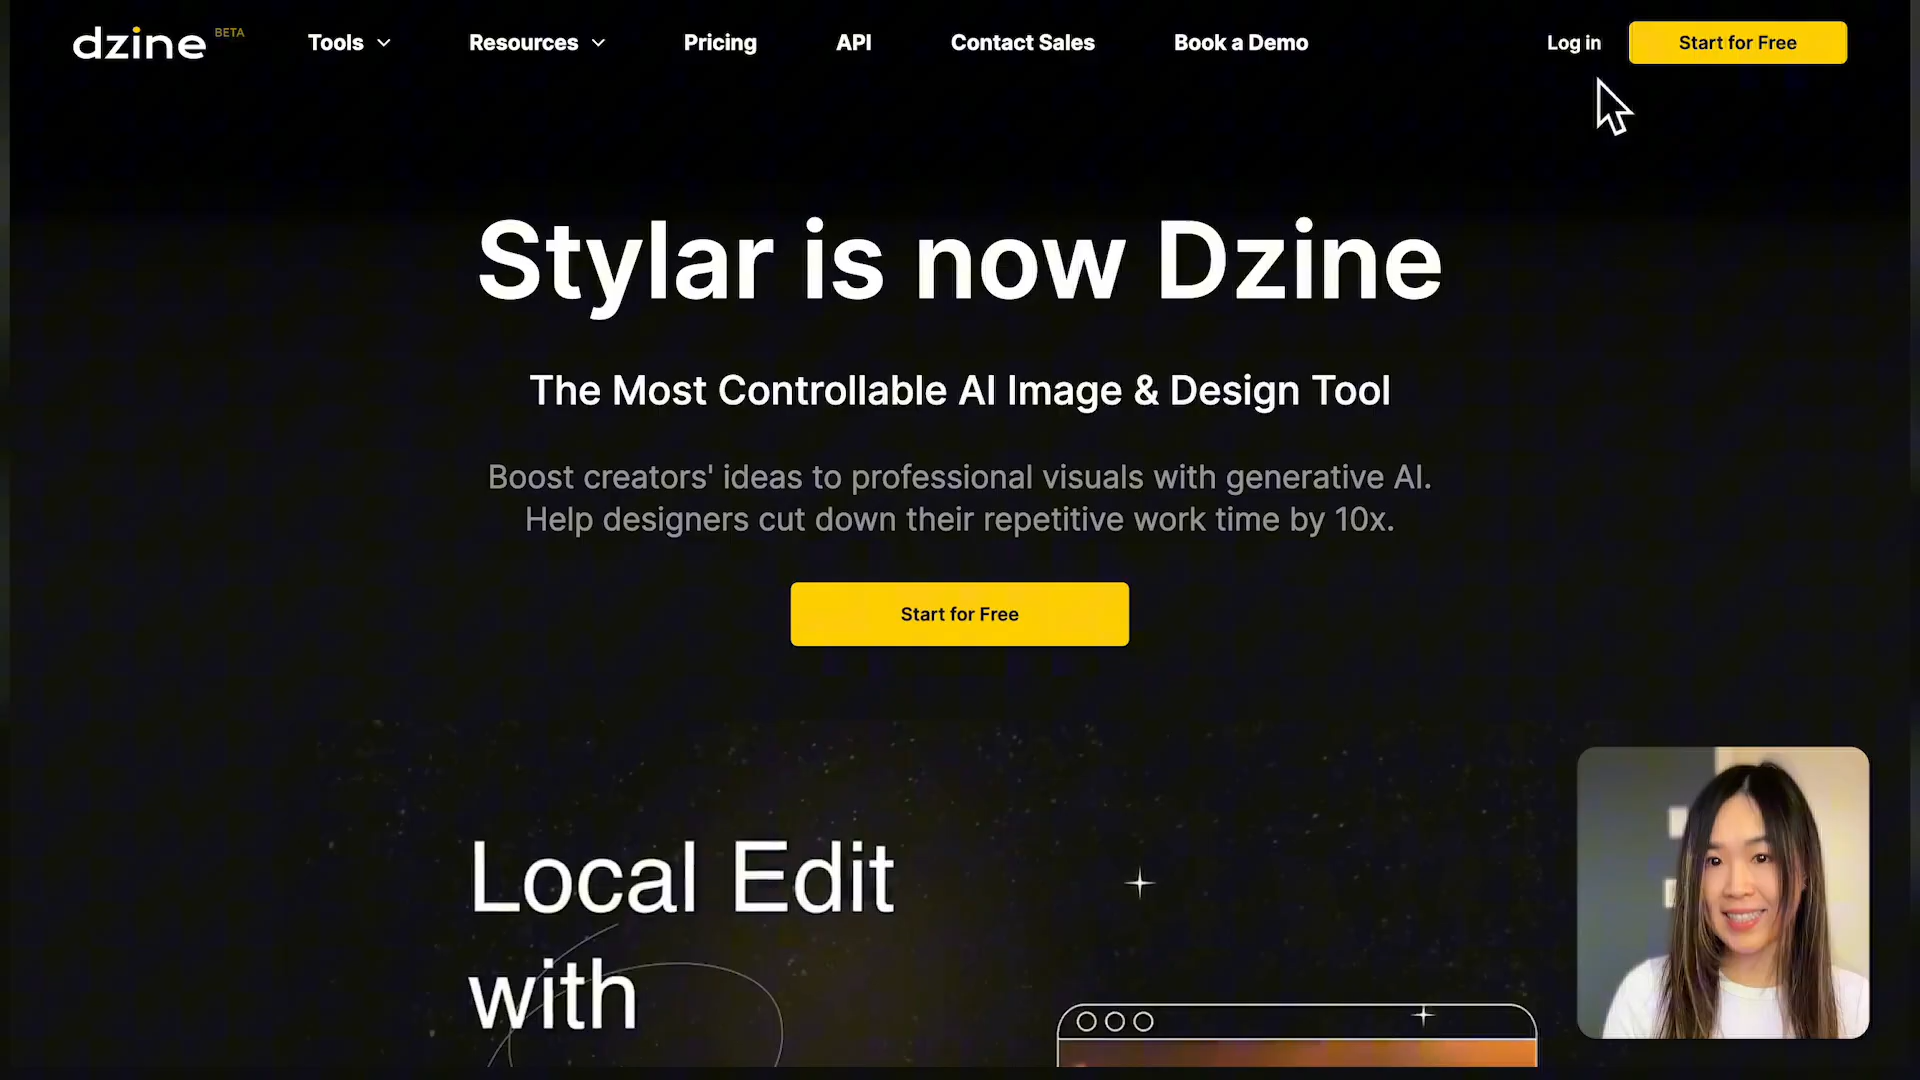 dzine BETA
Tools
Resources
Pricing
API
Contact Sales
Book a Demo
Log in
Start for Free
Stylar is now Dzine
The Most Controllable AI Image & Design Tool
Boost creators' ideas to professional visuals with generative AI.
Help designers cut down their repetitive work time by 10x.
Start for Free
Local Edit
with